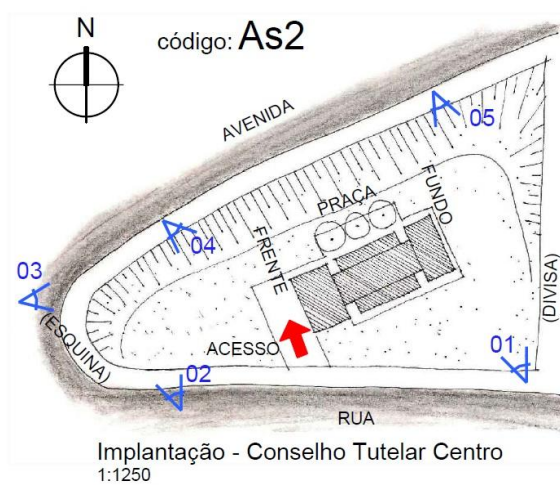 N
código: As2
AVENIDA
05
PRAÇA
FUNDO
FRENTE
04
03
(ESQUINA)
ACESSO
(DIVISA)
01
02
RUA
Implantação - Conselho Tutelar Centro
1:1250